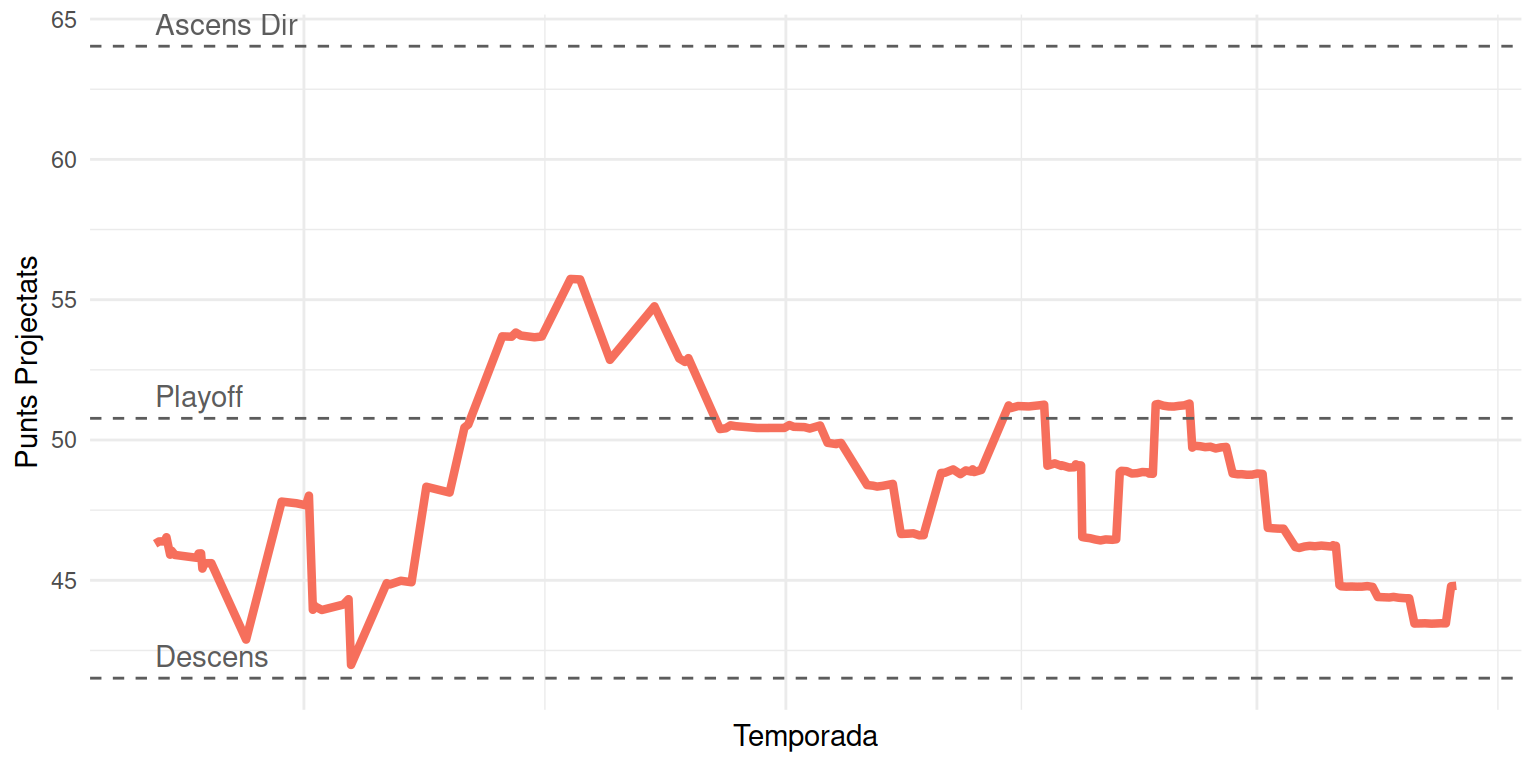 65
Ascens Dir
60
55
Playoff
50
45
Descens
Punts Projectats
Temporada